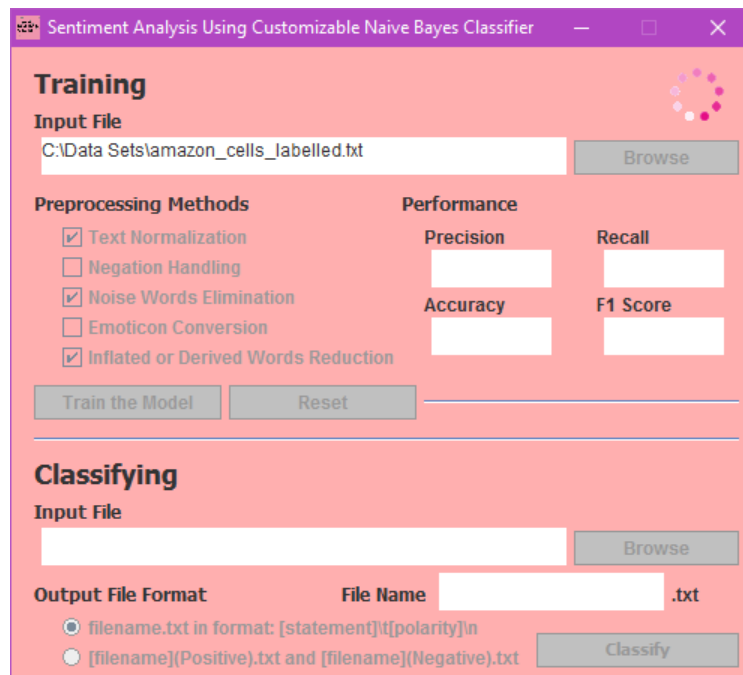 Sentiment Analysis Using Customizable Naive Bayes Classifier
Training
Input File
C:\Data Sets\amazon_cells_labelled.txt
Browse
Preprocessing Methods
Performance
Text Normalization
Precision
Recall
Negation Handling
Noise Words Elimination
Accuracy
F1 Score
Emoticon Conversion
Inflated or Derived Words Reduction
Train the Model
Reset
Classifying
Input File
Browse
Output File Format
File Name
.txt
filename.txt in format: [statement]\t[polarity]\n
[filename](Positive).txt and [filename](Negative).txt
Classify